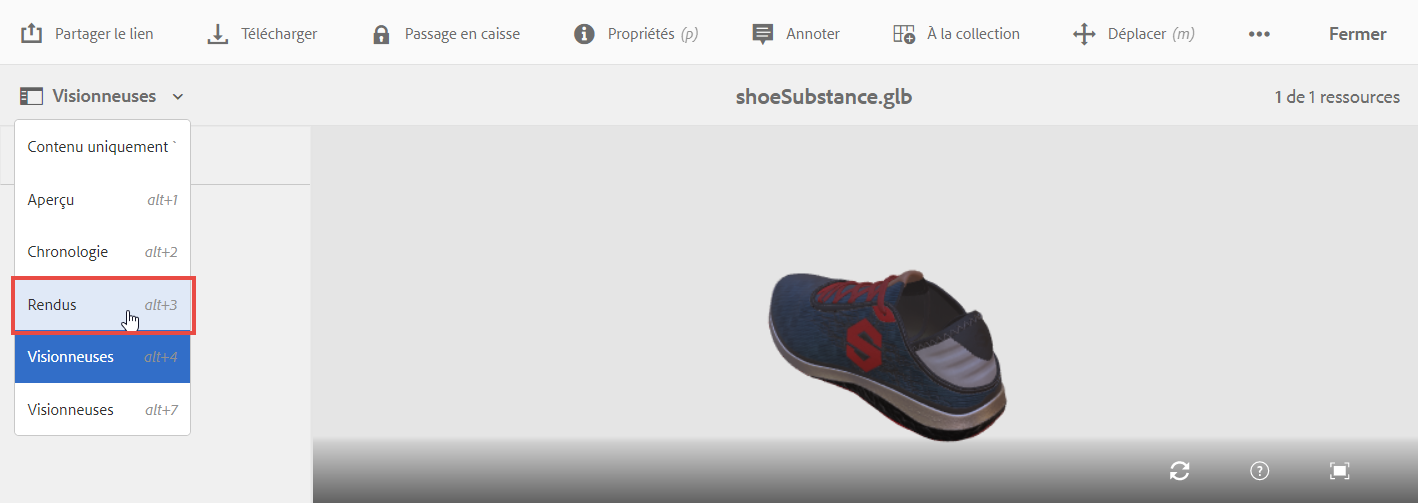 Partager le lien Télécharger Passage en caisse Propriétés (p) Annoter À la collection Déplacer (m) ••• Fermer
Visionneuses shoeSubstance.glb 1 de 1 ressources
Contenu uniquement `
Aperçu alt+1
Chronologie alt+2
Rendus alt+3
Visionneuses alt+4
Visionneuses alt+7